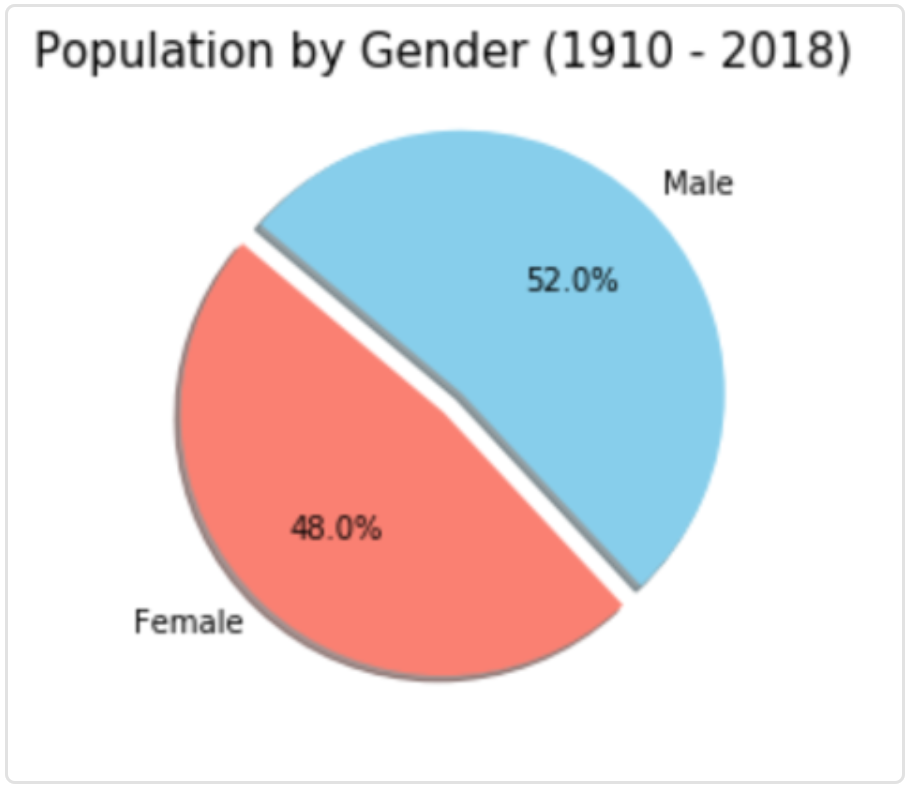 Population by Gender (1910 - 2018)
Male
52.0%
48.0%
Female